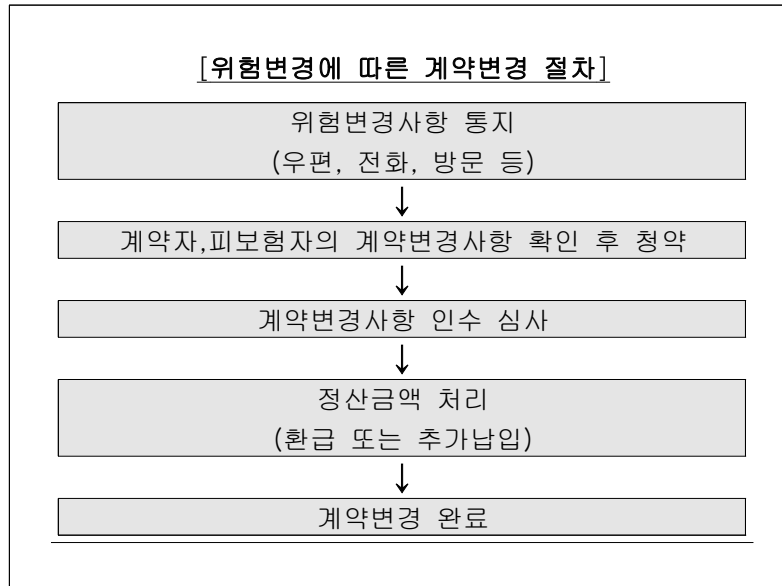 [위험변경에 따른 계약변경 절차]
위험변경사항 통지
(우편, 전화, 방문 등)
↓
계약자,피보험자의 계약변경사항 확인 후 청약
↓
계약변경사항 인수 심사
↓
정산금액 처리
(환급 또는 추가납입)
↓
계약변경 완료